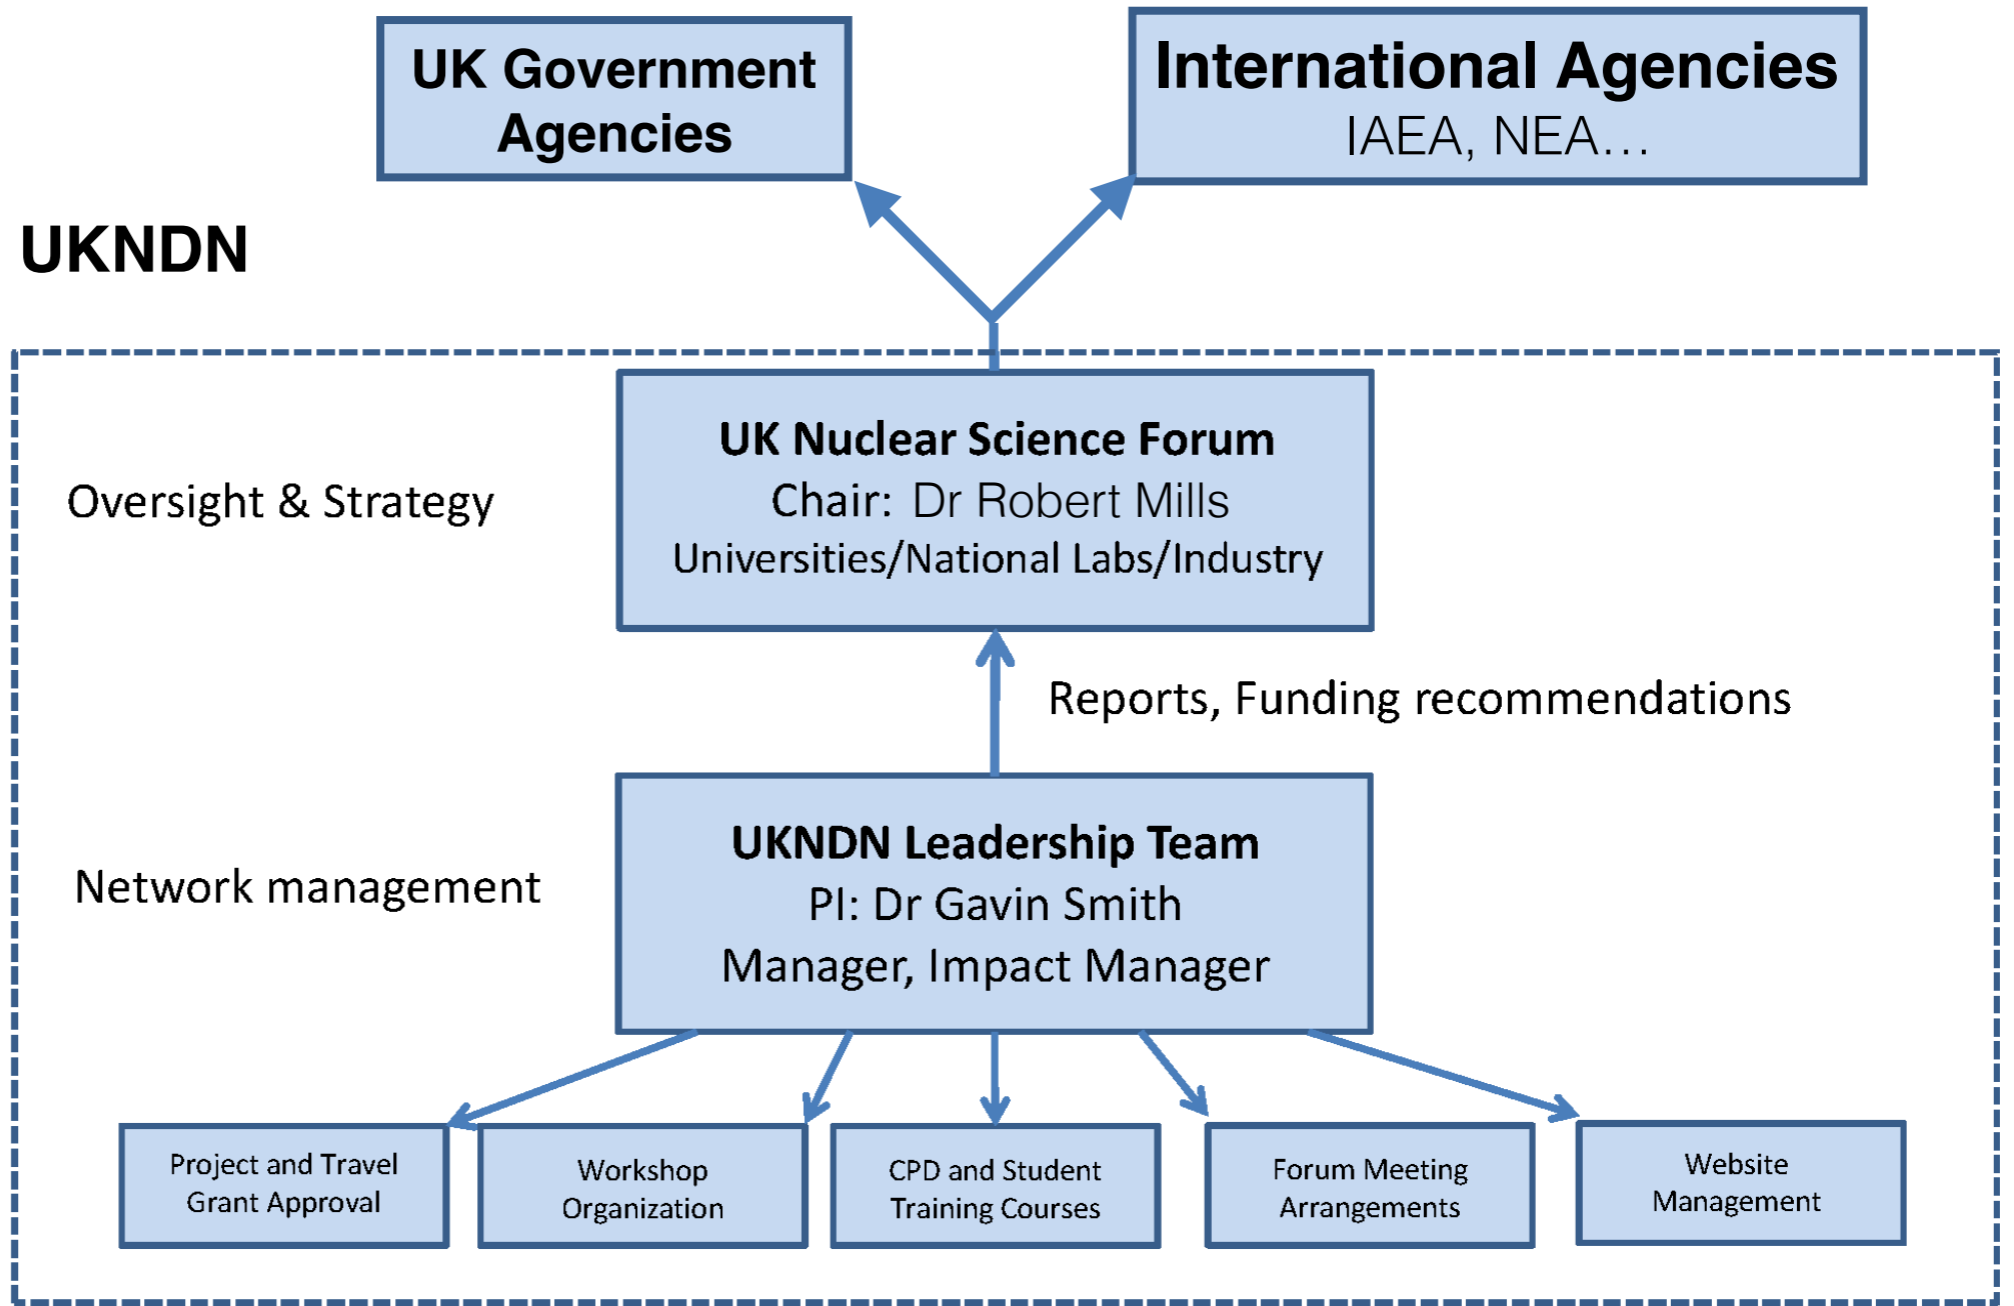 UK Government
Agencies
International Agencies
IAEA, NEA...
UKNDN
UK Nuclear Science Forum
Chair: Dr Robert Mills
Universities/National Labs/Industry
Oversight & Strategy
Reports, Funding recommendations
UKNDN Leadership Team
PI: Dr Gavin Smith
Manager, Impact Manager
Network management
Project and Travel
Grant Approval
Workshop
Organization
CPD and Student
Training Courses
Forum Meeting
Arrangements
Website
Management